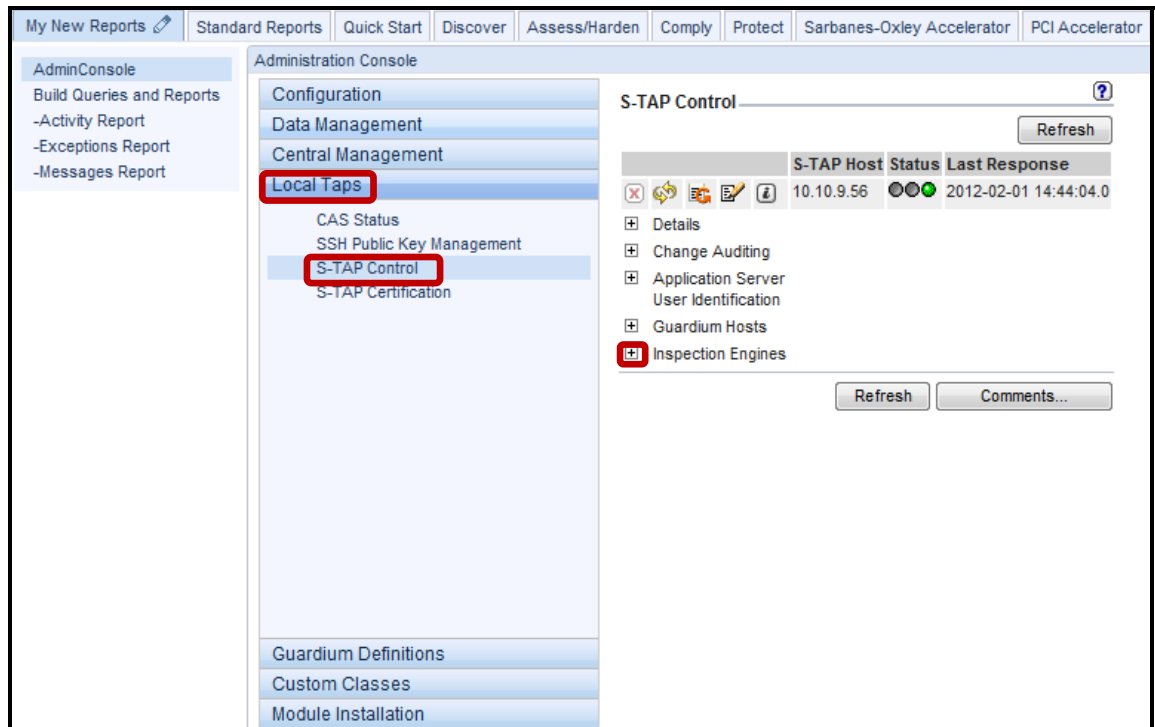 My New Reports
Standard Reports
Quick Start
Discover
Assess/Harden
Comply
Protect
Sarbanes-Oxley Accelerator
PCI Accelerator
AdminConsole
Build Queries and Reports
-Activity Report
-Exceptions Report
-Messages Report
Administration Console
Configuration
Data Management
Central Management
Local Taps
CAS Status
SSH Public Key Management
S-TAP Control
S-TAP Certification
Guardium Definitions
Custom Classes
Module Installation
S-TAP Control
?
Refresh
S-TAP Host Status Last Response
10.10.9.56 2012-02-01 14:44:04.0
Details
Change Auditing
Application Server
User Identification
Guardium Hosts
Inspection Engines
Refresh
Comments...